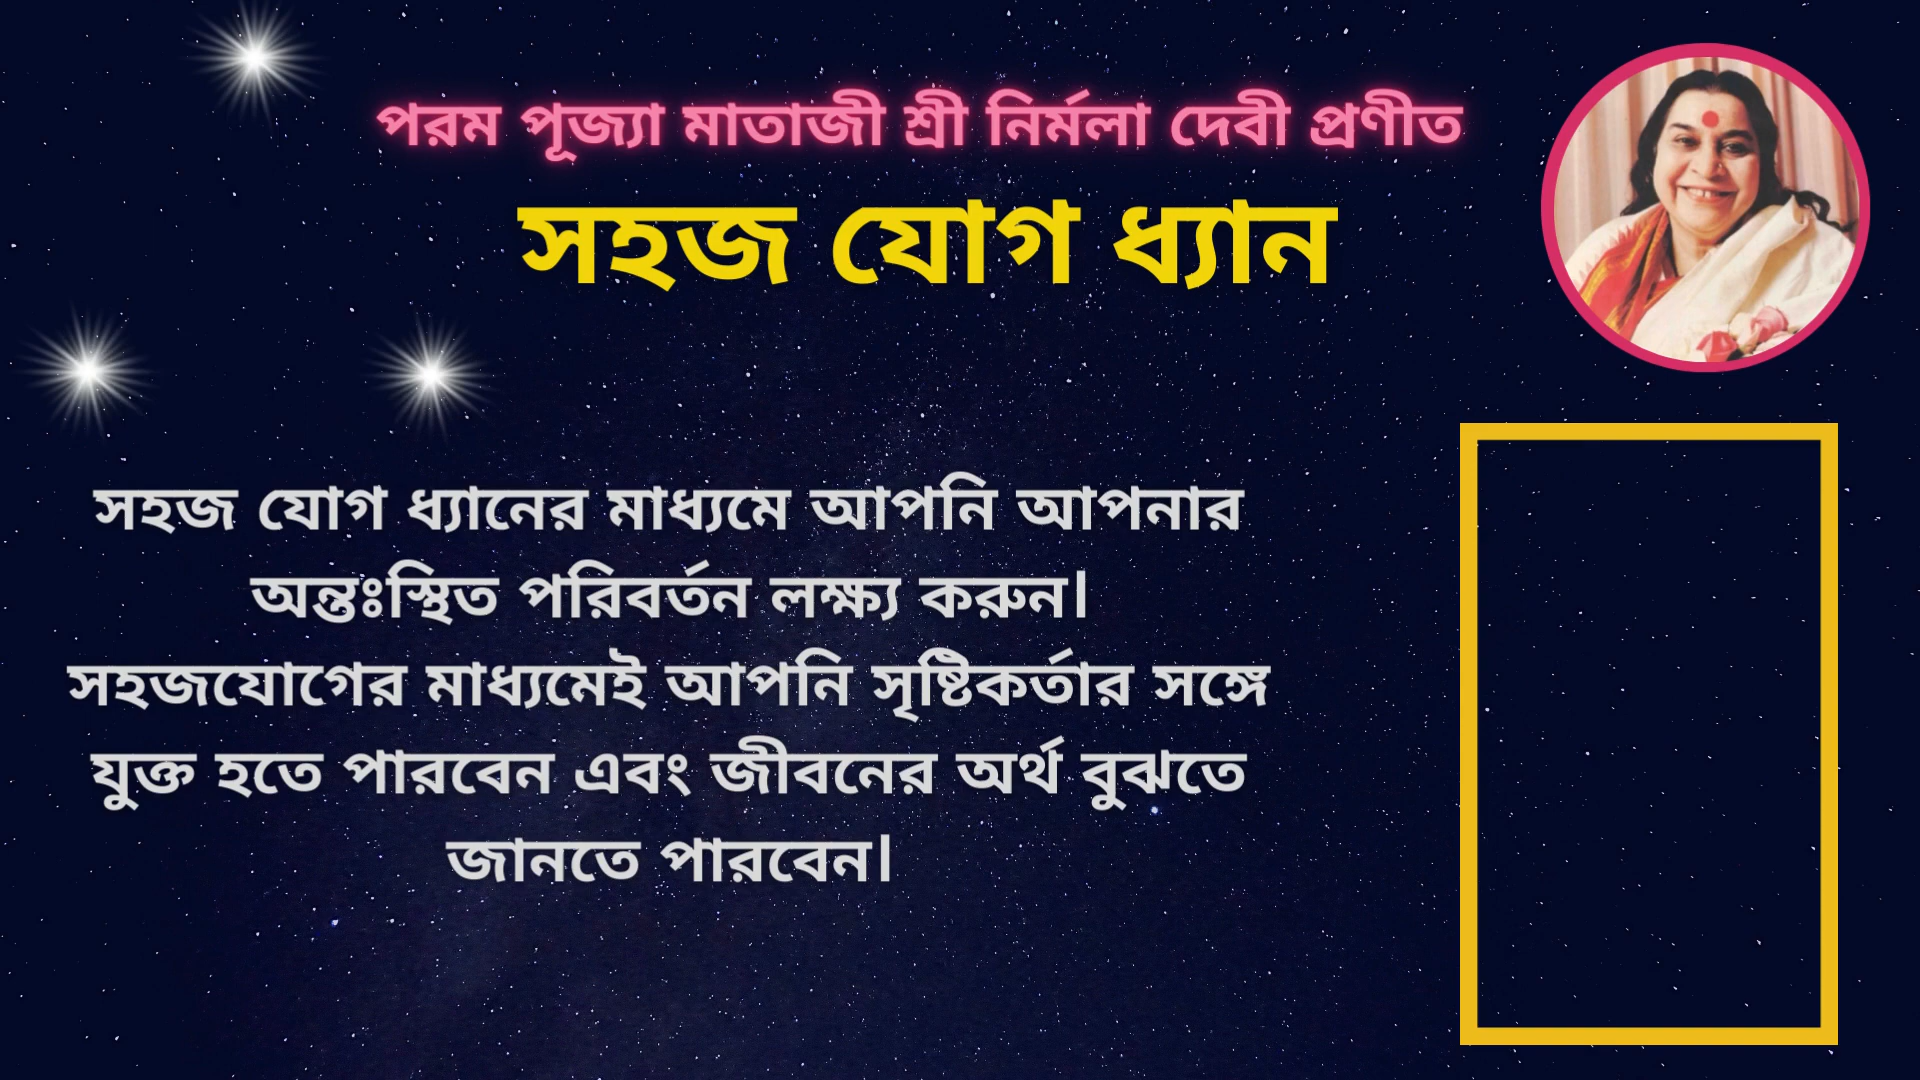 পরম পূজ্যা মাতাজী শ্রী নির্মলা দেবী প্রণীত
সহজ যোগ ধ্যান
সহজ যোগ ধ্যানের মাধ্যমে আপনি আপনার
অন্তঃস্থিত পরিবর্তন লক্ষ্য করুন।
সহজযোগের মাধ্যমেই আপনি সৃষ্টিকর্তার সঙ্গে
যুক্ত হতে পারবেন এবং জীবনের অর্থ বুঝতে
জানতে পারবেন।